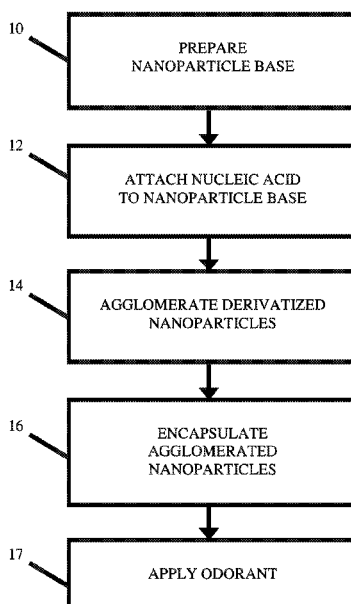 10
PREPARE
NANOPARTICLE BASE
12
ATTACH NUCLEIC ACID
TO NANOPARTICLE BASE
14
AGGLOMERATE DERIVATIZED
NANOPARTICLES
16
ENCAPSULATE
AGGLOMERATED
NANOPARTICLES
17
APPLY ODORANT